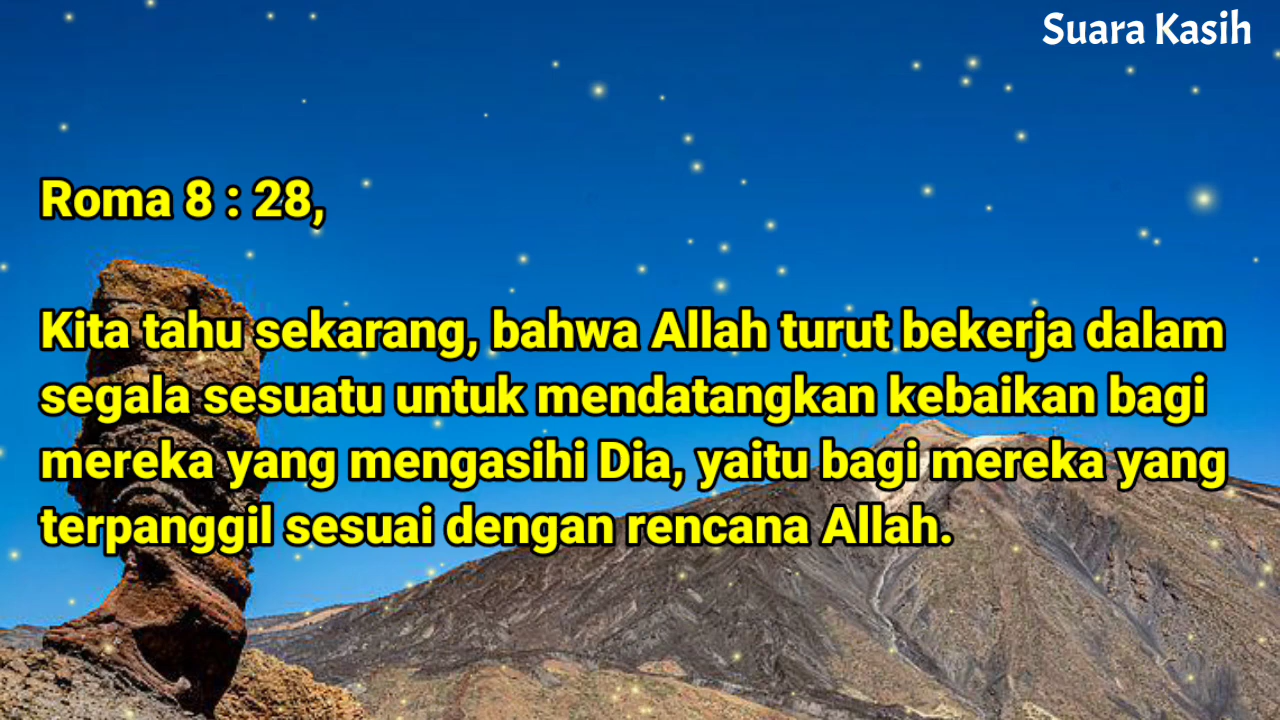 Suara Kasih
Roma 8 : 28,
Kita tahu sekarang, bahwa Allah turut bekerja dalam
segala sesuatu untuk mendatangkan kebaikan bagi
mereka yang mengasihi Dia, yaitu bagi mereka yang
terpanggil sesuai dengan rencana Allah.